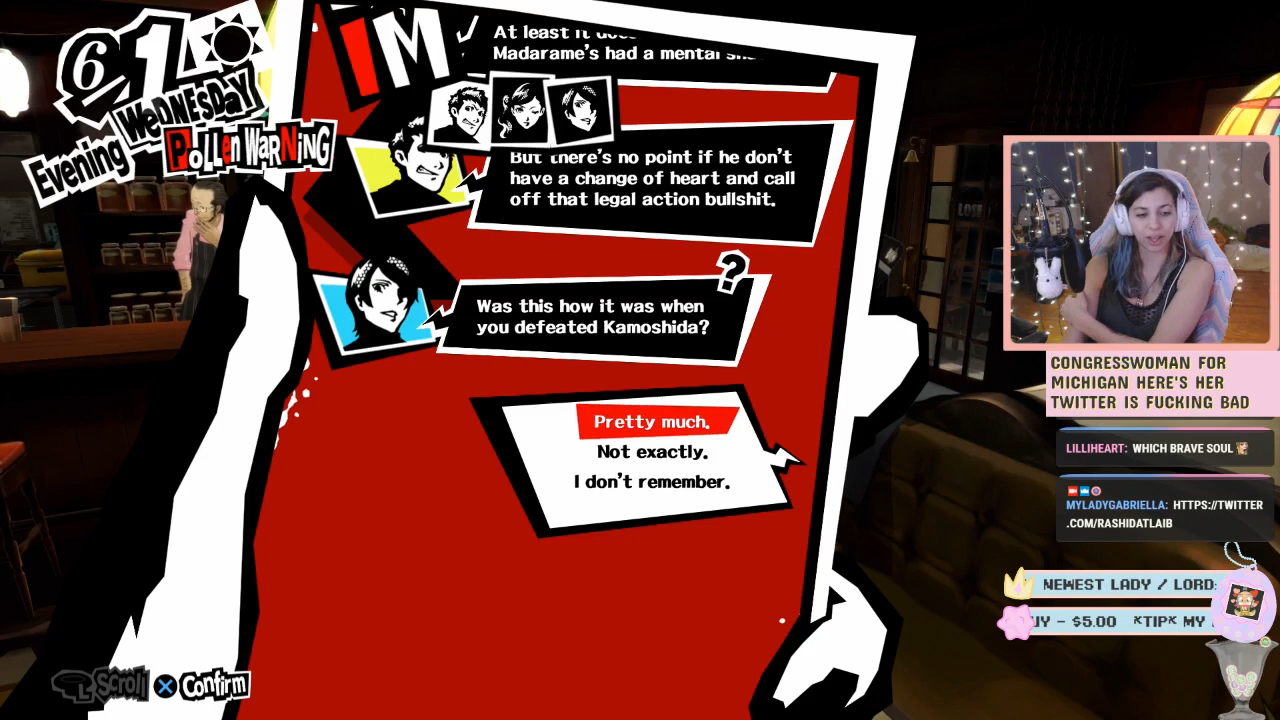 6/1
WEDNESDAY
Evening
POLLEN WARNING
IM
At least it does
Madarame's had a mental
But there's no point if he don't
have a change of heart and call
off that legal action bullshit.
?
Was this how it was when
you defeated Kamoshida?
Pretty much.
Not exactly.
I don't remember.
L Scroll
Confirm
CONGRESSWOMAN FOR
MICHIGAN HERE'S HER
TWITTER IS FUCKING BAD
LILLIHEART: WHICH BRAVE SOUL
MYLADYGABRIELLA: HTTPS://TWITTER
.COM/RASHIDATLAIB
NEWEST LADY / LORD:
- $5.00 *TIP* MY